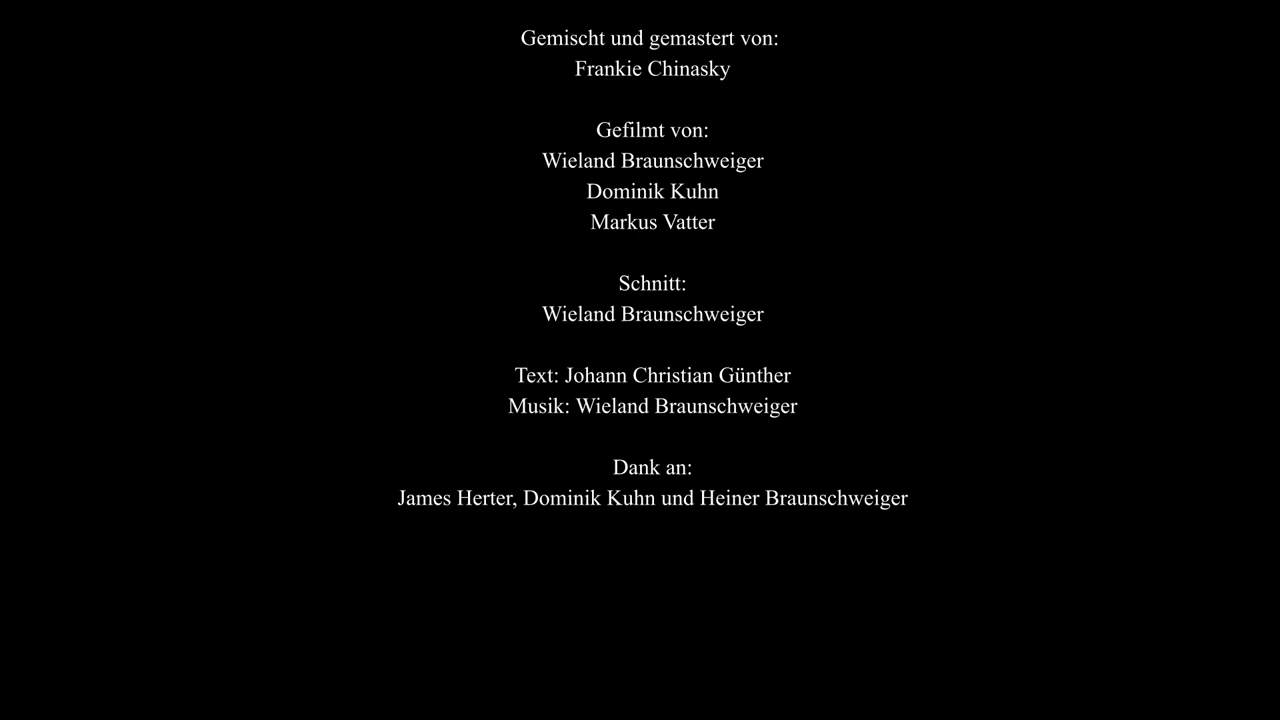 Gemischt und gemastert von:
Frankie Chinasky
Gefilmt von:
Wieland Braunschweiger
Dominik Kuhn
Markus Vatter
Schnitt:
Wieland Braunschweiger
Text: Johann Christian Günther
Musik: Wieland Braunschweiger
Dank an:
James Herter, Dominik Kuhn und Heiner Braunschweiger